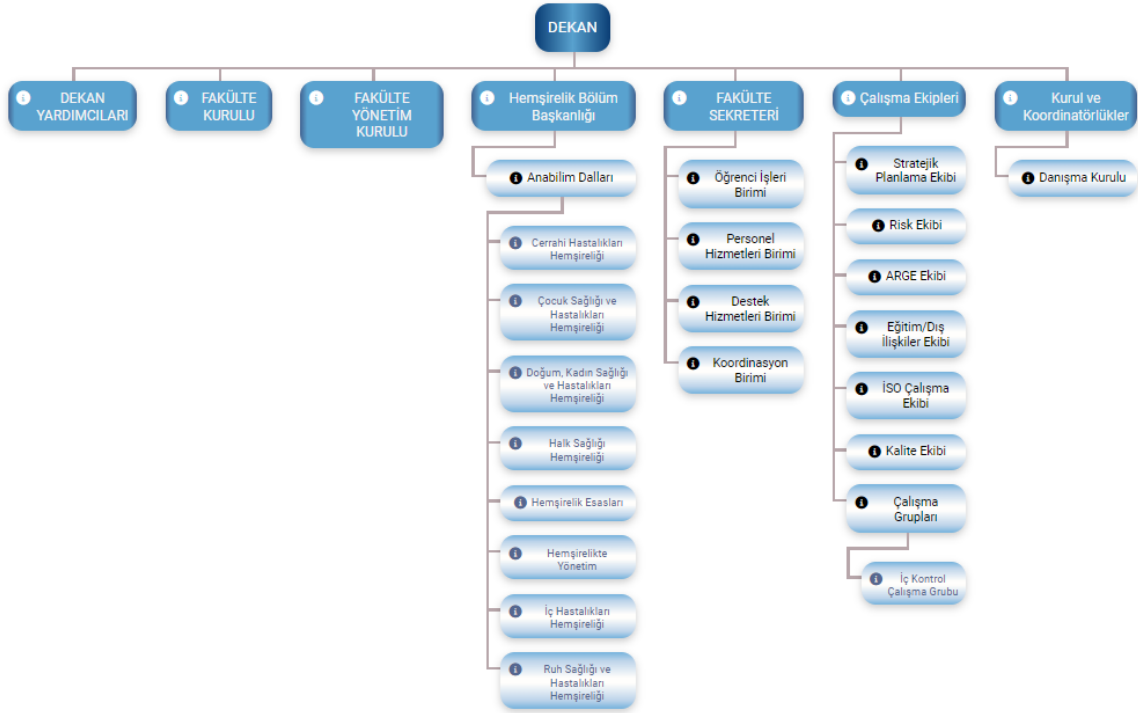 DEKAN
DEKAN
YARDIMCILARI
FAKÜLTE
KURULU
FAKÜLTE
YÖNETİM
KURULU
Hemşirelik Bölüm
Başkanlığı
Anabilim Dalları
Cerrahi Hastalıkları
Hemşireliği
Çocuk Sağlığı ve
Hastalıkları
Hemşireliği
Doğum, Kadın Sağlığı
ve Hastalıkları
Hemşireliği
Halk Sağlığı
Hemşireliği
Hemşirelik Esasları
Hemşirelikte
Yönetim
İç Hastalıkları
Hemşireliği
Ruh Sağlığı ve
Hastalıkları
Hemşireliği
FAKÜLTE
SEKRETERİ
Öğrenci İşleri
Birimi
Personel
Hizmetleri Birimi
Destek
Hizmetleri Birimi
Koordinasyon
Birimi
Çalışma Ekipleri
Stratejik
Planlama Ekibi
Risk Ekibi
ARGE Ekibi
Eğitim/Dış
İlişkiler Ekibi
İSO Çalışma
Ekibi
Kalite Ekibi
Çalışma
Grupları
İç Kontrol
Çalışma Grubu
Kurul ve
Koordinatörlükler
Danışma Kurulu